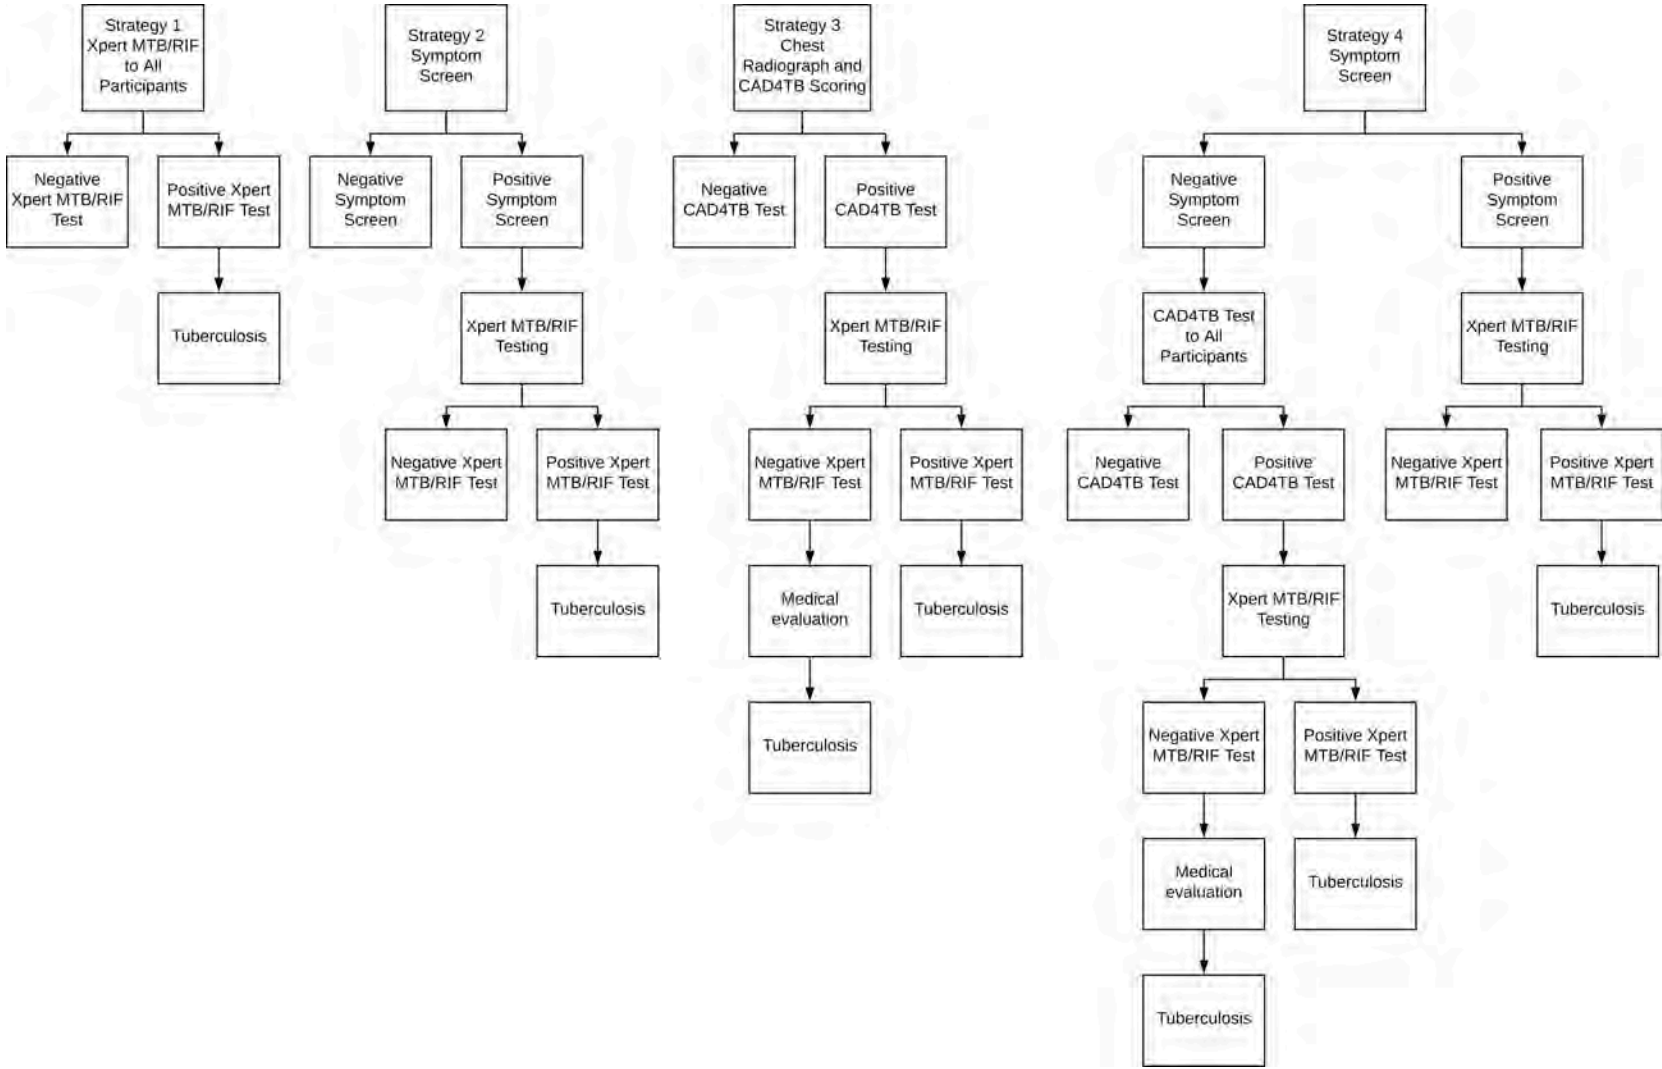 Strategy 1
Xpert MTB/RIF
to All
Participants
Negative
Xpert MTB/RIF
Test
Positive Xpert
MTB/RIF Test
Tuberculosis
Strategy 2
Symptom
Screen
Negative
Symptom
Screen
Positive
Symptom
Screen
Xpert MTB/RIF
Testing
Negative Xpert
MTB/RIF Test
Positive Xpert
MTB/RIF Test
Tuberculosis
Strategy 3
Chest
Radiograph and
CAD4TB Scoring
Negative
CAD4TB Test
Positive
CAD4TB Test
Xpert MTB/RIF
Testing
Negative Xpert
MTB/RIF Test
Positive Xpert
MTB/RIF Test
Medical
evaluation
Tuberculosis
Tuberculosis
Strategy 4
Symptom
Screen
Negative
Symptom
Screen
Positive
Symptom
Screen
CAD4TB Test
to All
Participants
Xpert MTB/RIF
Testing
Negative
CAD4TB Test
Positive
CAD4TB Test
Negative Xpert
MTB/RIF Test
Positive Xpert
MTB/RIF Test
Xpert MTB/RIF
Testing
Tuberculosis
Negative Xpert
MTB/RIF Test
Positive Xpert
MTB/RIF Test
Medical
evaluation
Tuberculosis
Tuberculosis